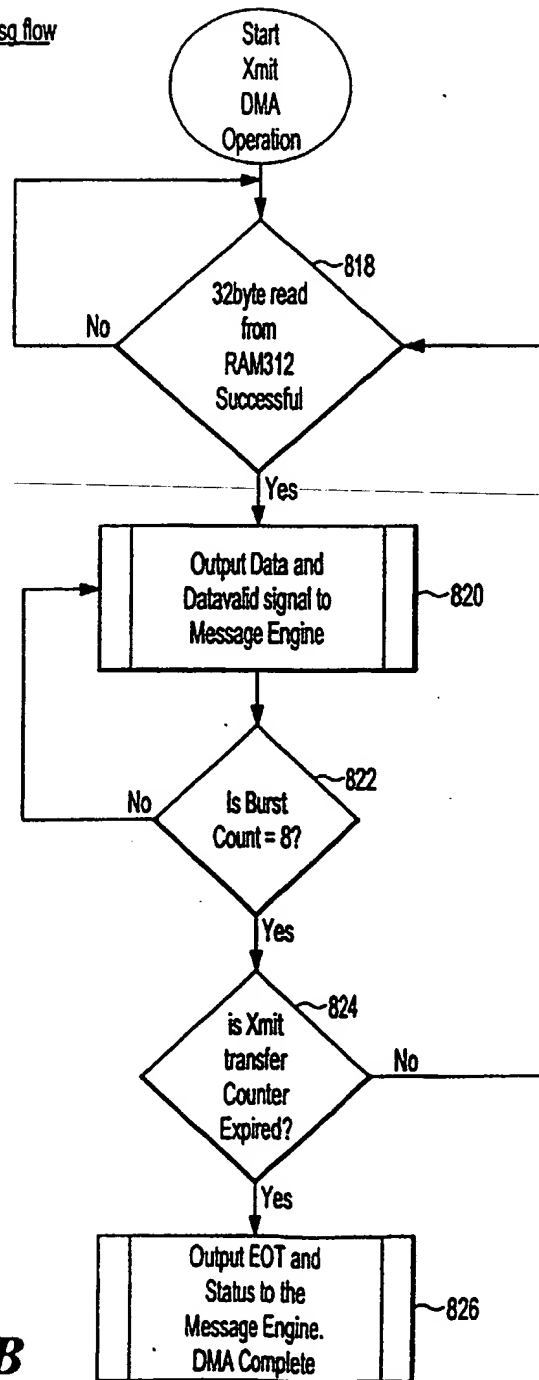 sg flow
Start
Xmit
DMA
Operation
818
32byte read
from
RAM312
Successful
No
Yes
Output Data and
Datavalid signal to
Message Engine
820
822
Is Burst
Count = 8?
No
Yes
824
is Xmit
transfer
Counter
Expired?
No
Yes
Output EOT and
Status to the
Message Engine.
DMA Complete
826
B